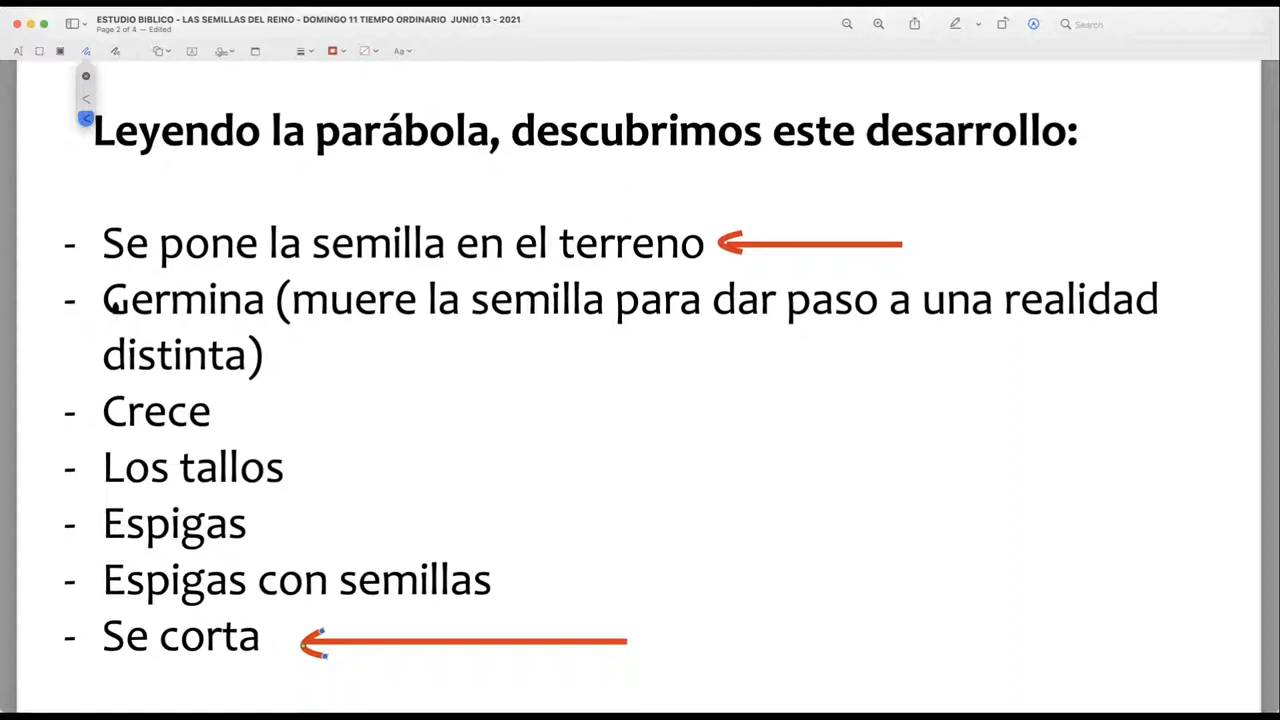 ESTUDIO BIBLICO - LAS SEMILLAS DEL REINO - DOMINGO 11 TIEMPO ORDINARIO JUNIO 13 - 2021
Page 2 of 4 — Edited
Search
Leyendo la parábola, descubrimos este desarrollo:
- Se pone la semilla en el terreno
- Germina (muere la semilla para dar paso a una realidad
distinta)
- Crece
- Los tallos
- Espigas
- Espigas con semillas
- Se corta